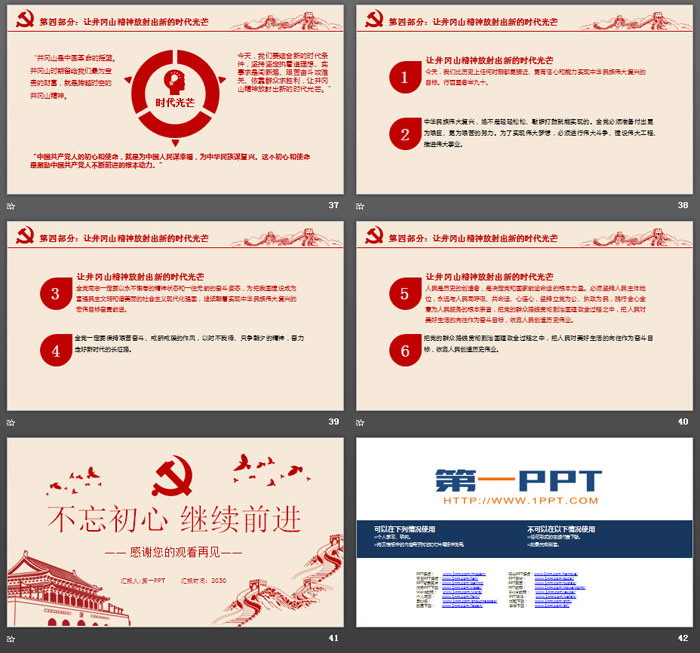 第四部分：让井冈山精神放射出新的时代光芒
“井冈山是中国革命的摇篮。
井冈山时期留给我们最为宝
贵的财富，就是跨越时空的
井冈山精神。
时代光芒
今天，我们要结合新的时代条
件，坚持坚定执着追理想、实
事求是闯新路、艰苦奋斗攻难
关、依靠群众求胜利，让井冈
山精神放射出新的时代光芒。”
“中国共产党人的初心和使命，就是为中国人民谋幸福，为中华民族谋复兴。这个初心和使命
是激励中国共产党人不断前进的根本动力。”
37
第四部分：让井冈山精神放射出新的时代光芒
1
让井冈山精神放射出新的时代光芒
今天，我们比历史上任何时期都更接近、更有信心和能力实现中华民族伟大复兴的
目标。行百里者半九十。
2
中华民族伟大复兴，绝不是轻轻松松、敲锣打鼓就能实现的。全党必须准备付出更
为艰巨、更为艰苦的努力。为了实现伟大梦想，必须进行伟大斗争、建设伟大工程、
推进伟大事业。
38
第四部分：让井冈山精神放射出新的时代光芒
3
让井冈山精神放射出新的时代光芒
全党同志一定要以永不懈怠的精神状态和一往无前的奋斗姿态，为把我国建设成为
富强民主文明和谐美丽的社会主义现代化强国，继续朝着实现中华民族伟大复兴的
宏伟目标奋勇前进。
4
全党一定要保持艰苦奋斗、戒骄戒躁的作风，以时不我待、只争朝夕的精神，奋力
走好新时代的长征路。
39
第四部分：让井冈山精神放射出新的时代光芒
5
让井冈山精神放射出新的时代光芒
人民是历史的创造者，是决定党和国家前途命运的根本力量。必须坚持人民主体地
位，永远与人民同呼吸、共命运、心连心，坚持立党为公、执政为民，践行全心全
意为人民服务的根本宗旨，把党的群众路线贯彻到治国理政全过程之中，把人民对
美好生活的向往作为奋斗目标，依靠人民创造历史伟业。
6
把党的群众路线贯彻到治国理政全过程之中，把人民对美好生活的向往作为奋斗目
标，依靠人民创造历史伟业。
40
不忘初心 继续前进
—— 感谢您的观看再见——
汇报人：第一PPT
汇报时间：2030
41
第一PPT
HTTP://WWW.1PPT.COM
可以在下列情况使用
不可以在以下情况使用
42